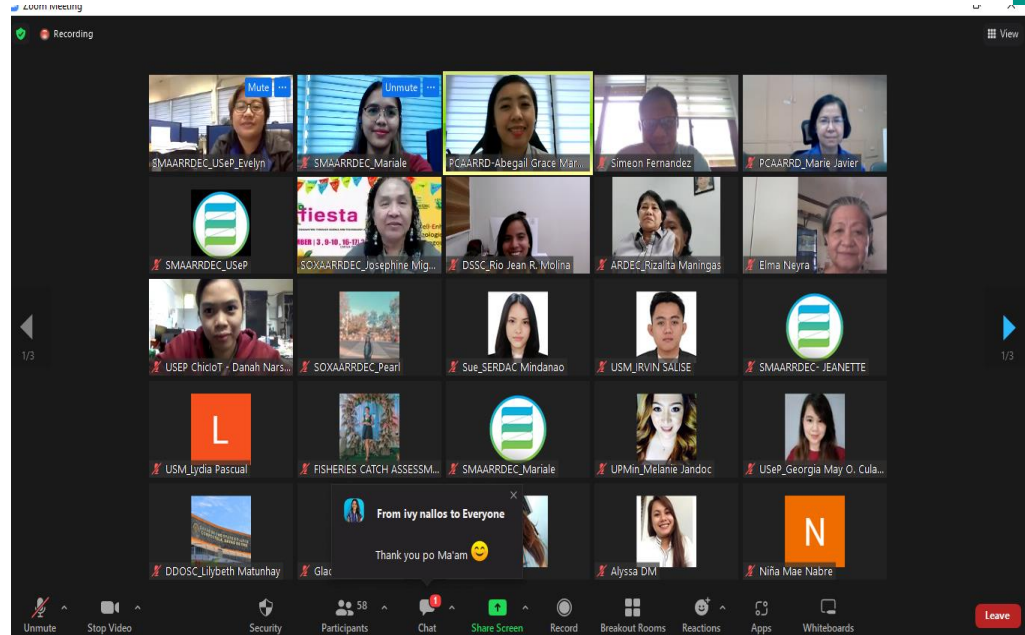 Zoom Meeting
Recording
View
Mute
Unmute
SMAARRDEC_USeP_Evelyn
SMAARRDEC_Mariale
PCAARRD-Abegail Grace Mar...
Simeon Fernandez
PCAARRD_Marie Javier
SMAARRDEC_USeP
fiesta
SOXAARRDEC_Josephine Mig...
DSSC_Rio Jean R. Molina
ARDEC_Rizalita Maningas
Elma Neyra
1/3
USEP ChicIoT - Danah Nars...
SOXAARRDEC_Pearl
Sue_SERDAC Mindanao
USM_IRVIN SALISE
SMAARRDEC- JEANETTE
1/3
L
USM_Lydia Pascual
FISHERIES CATCH ASSESSM...
SMAARRDEC_Mariale
UPMin_Melanie Jandoc
USeP_Georgia May O. Cula...
From ivy nallos to Everyone
Thank you po Ma'am
N
DDOSC_Lilybeth Matunhay
Glac
Alyssa DM
Niña Mae Nabre
58
1
Unmute
Stop Video
Security
Participants
Chat
Share Screen
Record
Breakout Rooms
Reactions
Apps
Whiteboards
Leave